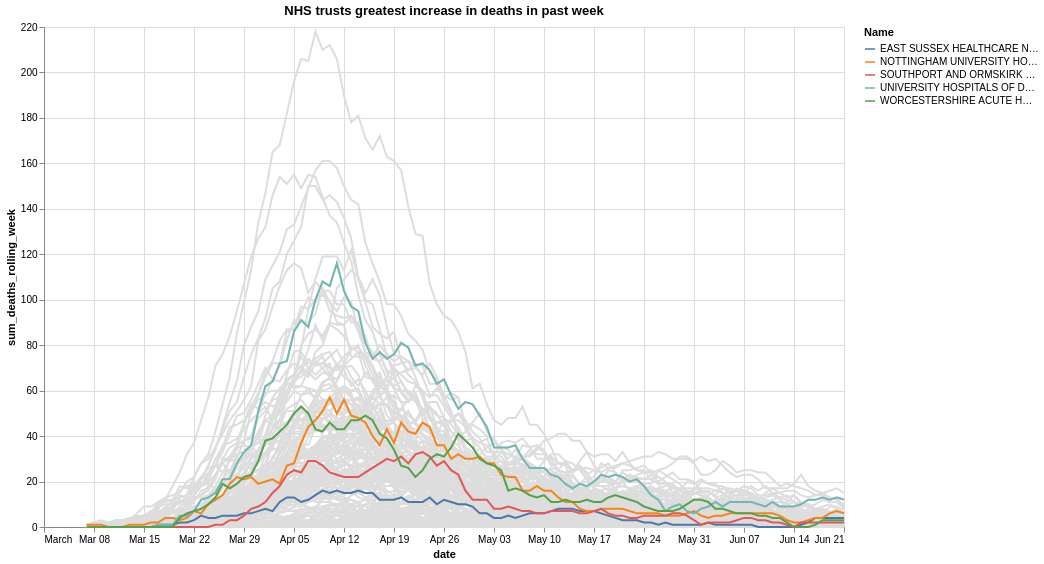 NHS trusts greatest increase in deaths in past week
220
200
180
160
140
120
100
80
60
40
20
0
sum_deaths_rolling_week
March Mar 08 Mar 15 Mar 22 Mar 29 Apr 05 Apr 12 Apr 19 Apr 26 May 03 May 10 May 17 May 24 May 31 Jun 07 Jun 14 Jun 21
date
Name
EAST SUSSEX HEALTHCARE N…
NOTTINGHAM UNIVERSITY HO…
SOUTHPORT AND ORMSKIRK …
UNIVERSITY HOSPITALS OF D…
WORCESTERSHIRE ACUTE H…